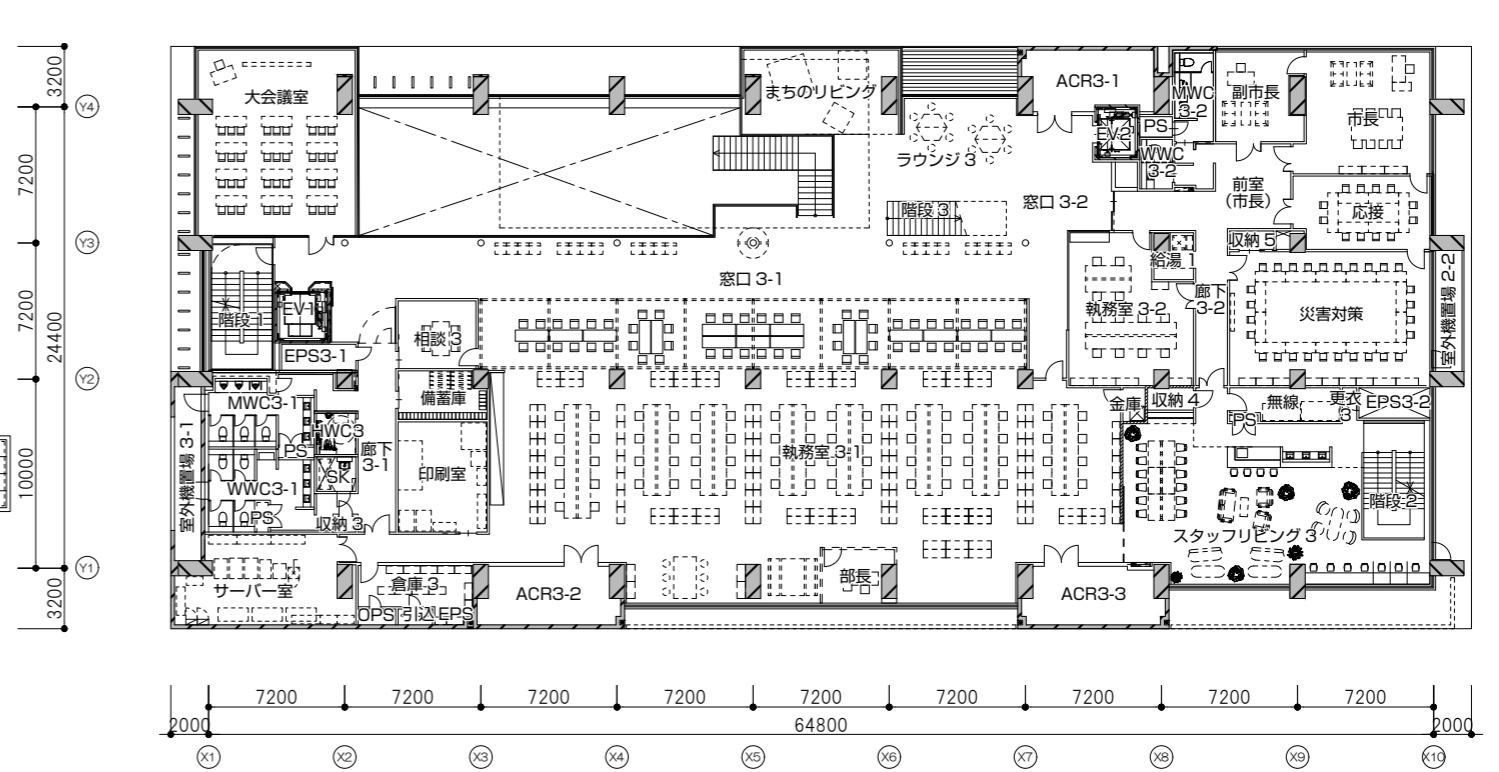 3200
Y4
7200
Y3
7200
24400
Y2
10000
Y1
3200
大会議室
まちのリビング
ACR3-1
MWC
3-2
副市長
市長
EV-2
PS
WWC
3-2
ラウンジ 3
前室
(市長)
応接
窓口 3-2
階段 3
収納 5
給湯 1
窓口 3-1
EV-1
階段 1
EPS3-1
相談 3
執務室 3-2
廊下
3-2
災害対策
室外機置場 2-2
備蓄庫
MWC3-1
HWC3
PS
廊下
3-1
印刷室
SK
WWC3-1
PS
収納 3
室外機置場 3-1
執務室 3-1
金庫
収納 4
PS
無線
更衣
3-1
EPS3-2
階段 2
スタッフリビング 3
サーバー室
倉庫 3
OPS
引込 EPS
ACR3-2
部長
ACR3-3
7200
7200
7200
7200
7200
7200
7200
7200
7200
2000
64800
2000
X1
X2
X3
X4
X5
X6
X7
X8
X9
X10